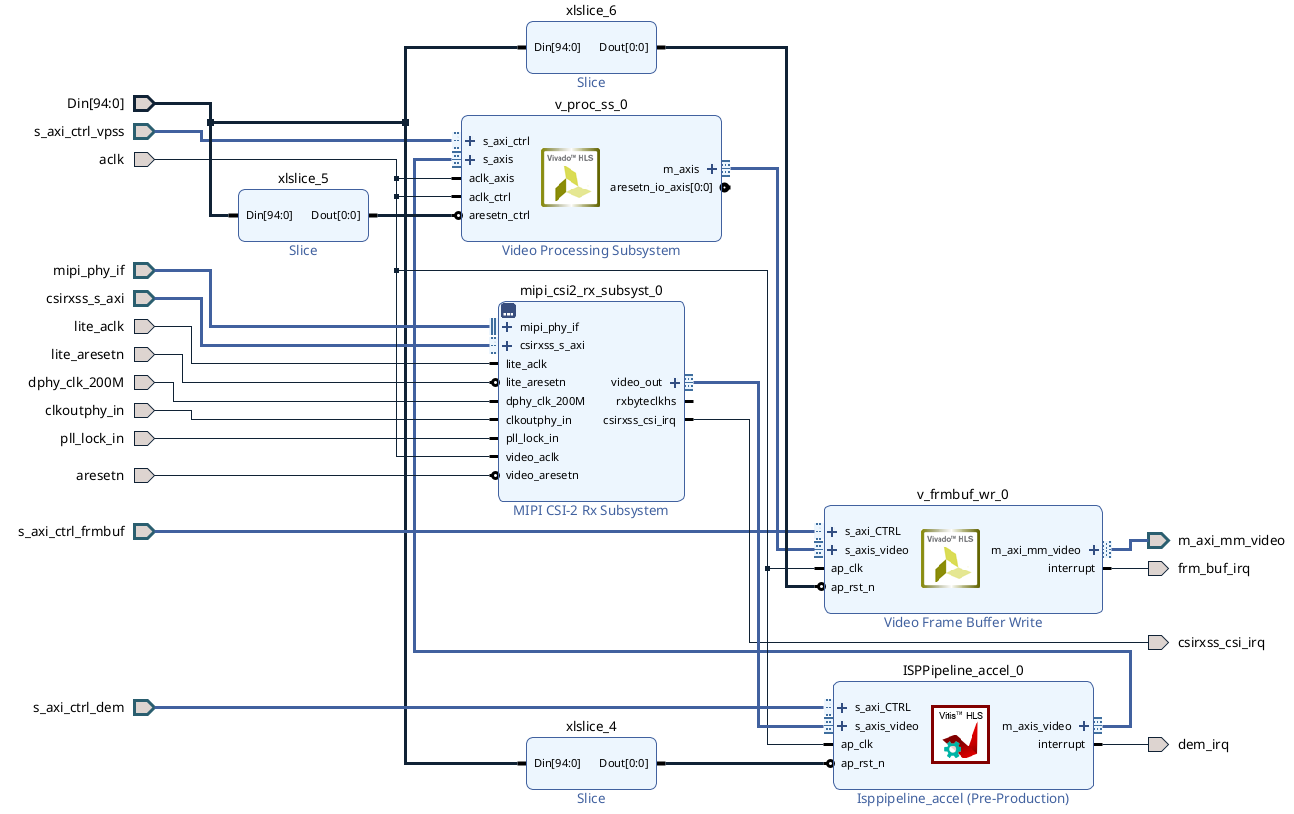 xlslice_6
Din[94:0] Dout[0:0]
Slice
Din[94:0]
s_axi_ctrl_vpss
aclk
v_proc_ss_0
s_axi_ctrl
s_axis
aclk_axis
aclk_ctrl
aresetn_ctrl
Vivado™ HLS
m_axis
aresetn_io_axis[0:0]
Video Processing Subsystem
xlslice_5
Din[94:0] Dout[0:0]
Slice
mipi_phy_if
csirxss_s_axi
lite_aclk
lite_aresetn
dphy_clk_200M
clkoutphy_in
pll_lock_in
aresetn
mipi_csi2_rx_subsyst_0
mipi_phy_if
csirxss_s_axi
lite_aclk
lite_aresetn
dphy_clk_200M
clkoutphy_in
pll_lock_in
video_aclk
video_aresetn
video_out
rxbyteclkhs
csirxss_csi_irq
MIPI CSI-2 Rx Subsystem
s_axi_ctrl_frmbuf
v_frmbuf_wr_0
s_axi_CTRL
s_axis_video
ap_clk
ap_rst_n
Vivado™ HLS
m_axi_mm_video
interrupt
Video Frame Buffer Write
m_axi_mm_video
frm_buf_irq
csirxss_csi_irq
s_axi_ctrl_dem
ISPPipeline_accel_0
s_axi_CTRL
s_axis_video
ap_clk
ap_rst_n
Vitis™ HLS
m_axis_video
interrupt
Isppipeline_accel (Pre-Production)
dem_irq
xlslice_4
Din[94:0] Dout[0:0]
Slice